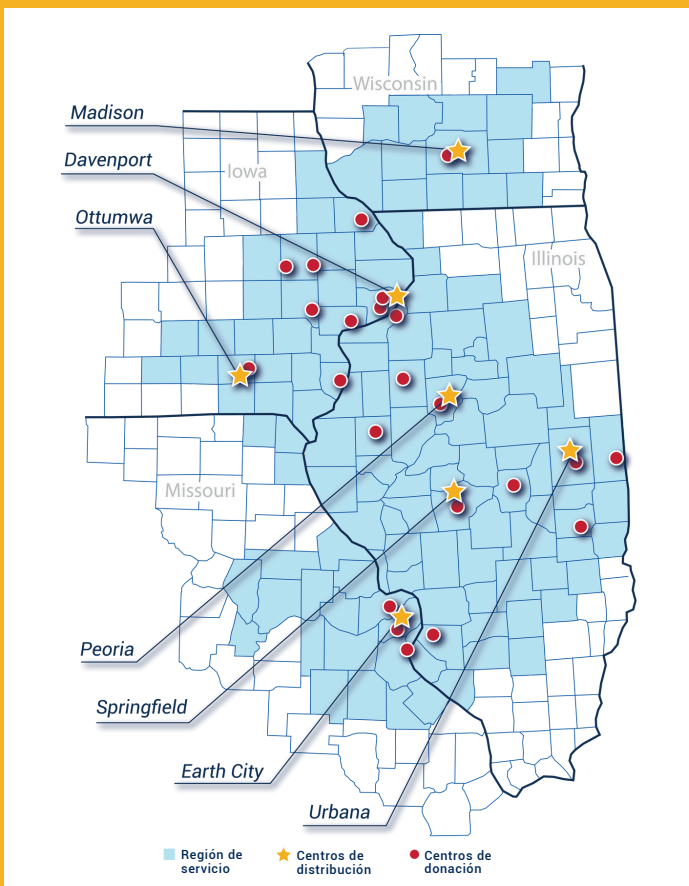 Wisconsin
Madison
Davenport
Iowa
Ottumwa
Illinois
Missouri
Peoria
Springfield
Earth City
Urbana
Región de
servicio
Centros de
distribución
Centros de
donación